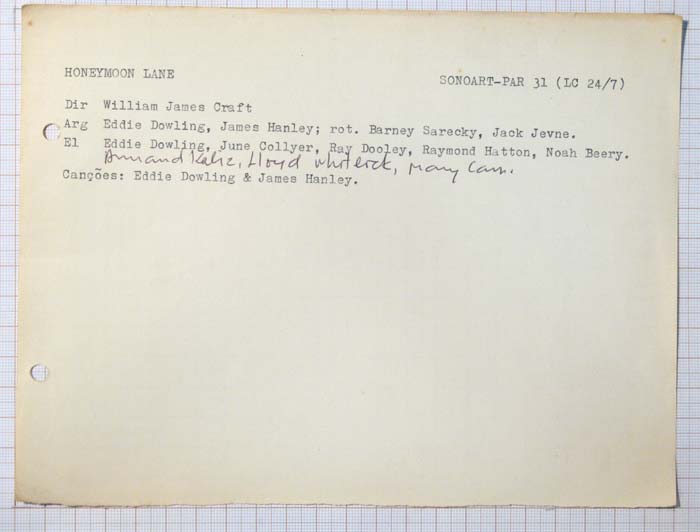 HONEYMOON LANE
SONOART-PAR 31 (LC 24/7)
Dir William James Craft
Arg Eddie Dowling, James Hanley; rot. Barney Sarecky, Jack Jevne.
El Eddie Dowling, June Collyer, Ray Dooley, Raymond Hatton, Noah Beery.
Armand Kaliz, Lloyd Whitlock, Mary Carr.
Canções: Eddie Dowling & James Hanley.